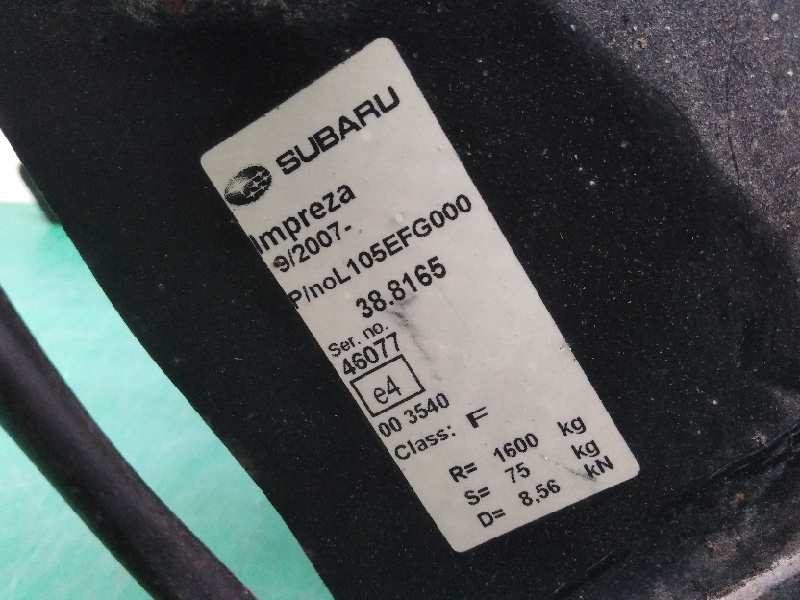 SUBARU
Impreza
9/2007-
P/noL105EFG000
38.8165
Ser. no.
46077
e4
00 3540
Class: F
R= 1600 kg
S= 75 kg
D= 8,56 kN